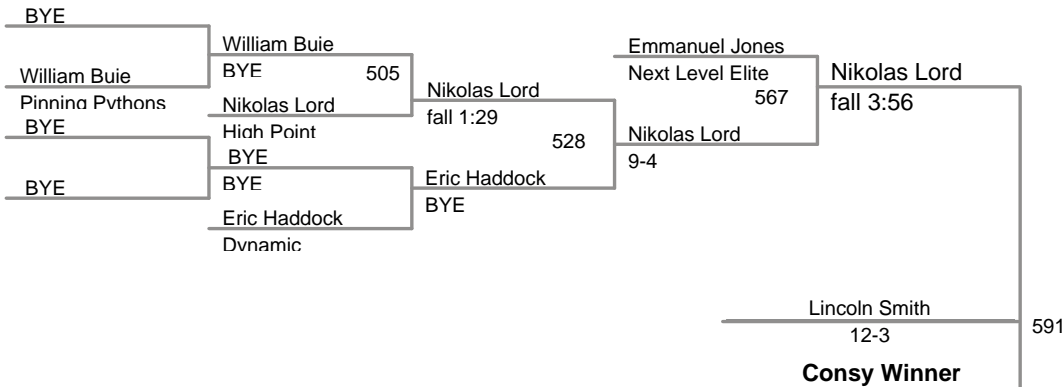 BYE
William Buie
Pinning Pythons
BYE
BYE
William Buie
BYE
505
Nikolas Lord
High Point
BYE
BYE
Eric Haddock
Dynamic
Nikolas Lord
fall 1:29
528
Eric Haddock
BYE
Emmanuel Jones
Next Level Elite
567
Nikolas Lord
9-4
Nikolas Lord
fall 3:56
Lincoln Smith
12-3
591
Consy Winner